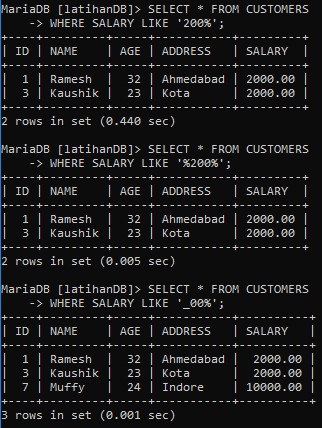 MariaDB [latihanDB]> SELECT * FROM CUSTOMERS
    -> WHERE SALARY LIKE '200%';
+----+---------+-----+-----------+---------+
| ID | NAME    | AGE | ADDRESS   | SALARY  |
+----+---------+-----+-----------+---------+
|  1 | Ramesh  |  32 | Ahmedabad | 2000.00 |
|  3 | Kaushik |  23 | Kota      | 2000.00 |
+----+---------+-----+-----------+---------+
2 rows in set (0.440 sec)

MariaDB [latihanDB]> SELECT * FROM CUSTOMERS
    -> WHERE SALARY LIKE '%200%';
+----+---------+-----+-----------+---------+
| ID | NAME    | AGE | ADDRESS   | SALARY  |
+----+---------+-----+-----------+---------+
|  1 | Ramesh  |  32 | Ahmedabad | 2000.00 |
|  3 | Kaushik |  23 | Kota      | 2000.00 |
+----+---------+-----+-----------+---------+
2 rows in set (0.005 sec)

MariaDB [latihanDB]> SELECT * FROM CUSTOMERS
    -> WHERE SALARY LIKE '_00%';
+----+---------+-----+-----------+----------+
| ID | NAME    | AGE | ADDRESS   | SALARY   |
+----+---------+-----+-----------+----------+
|  1 | Ramesh  |  32 | Ahmedabad |  2000.00 |
|  3 | Kaushik |  23 | Kota      |  2000.00 |
|  7 | Muffy   |  24 | Indore    | 10000.00 |
+----+---------+-----+-----------+----------+
3 rows in set (0.001 sec)